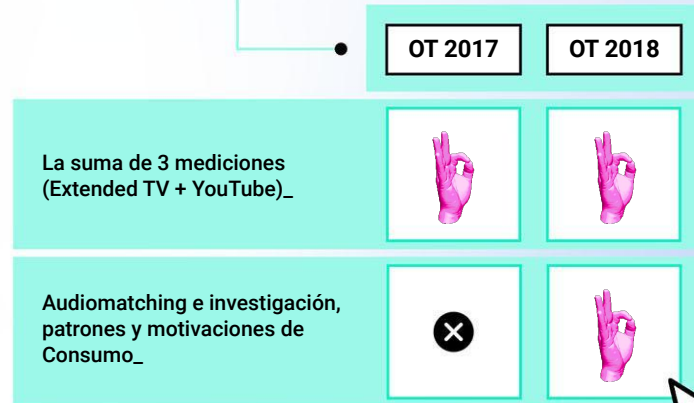 OT 2017
OT 2018
La suma de 3 mediciones
(Extended TV + YouTube)_
Audiomatching e investigación,
patrones y motivaciones de
Consumo_